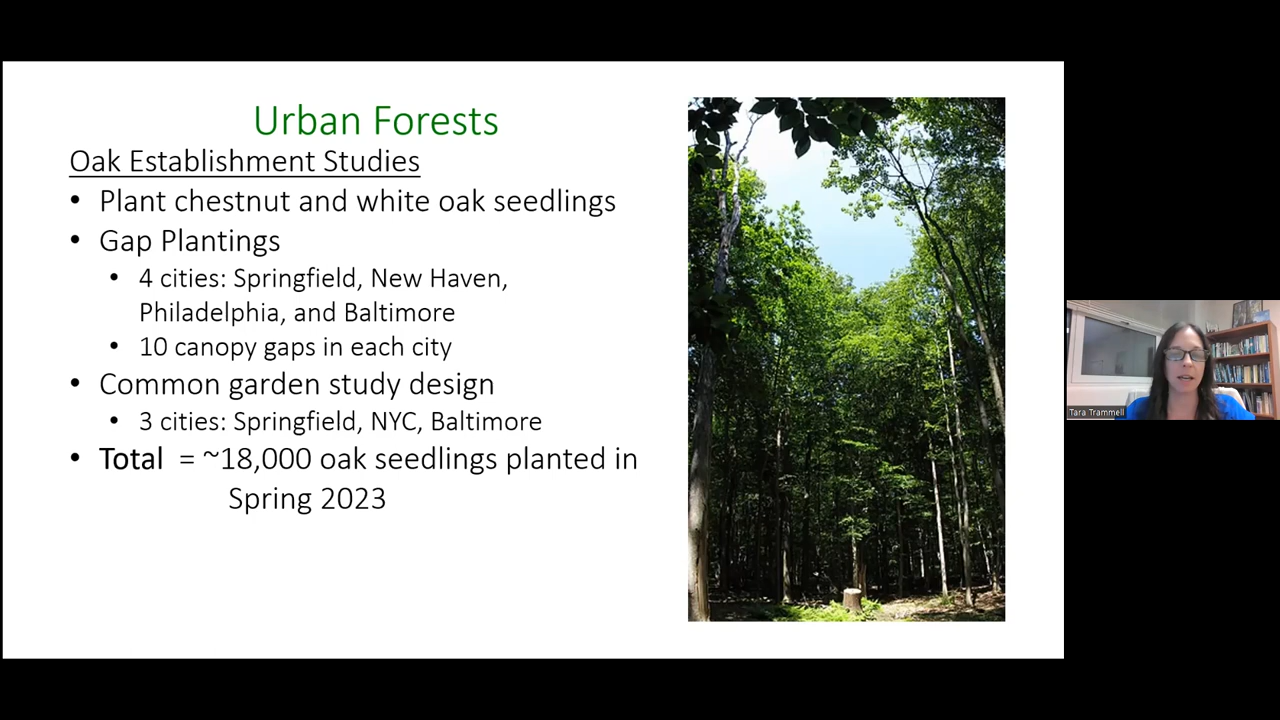 Urban Forests
Oak Establishment Studies
• Plant chestnut and white oak seedlings
• Gap Plantings
• 4 cities: Springfield, New Haven,
Philadelphia, and Baltimore
• 10 canopy gaps in each city
• Common garden study design
• 3 cities: Springfield, NYC, Baltimore
• Total = ~18,000 oak seedlings planted in
Spring 2023
Tara Trammell